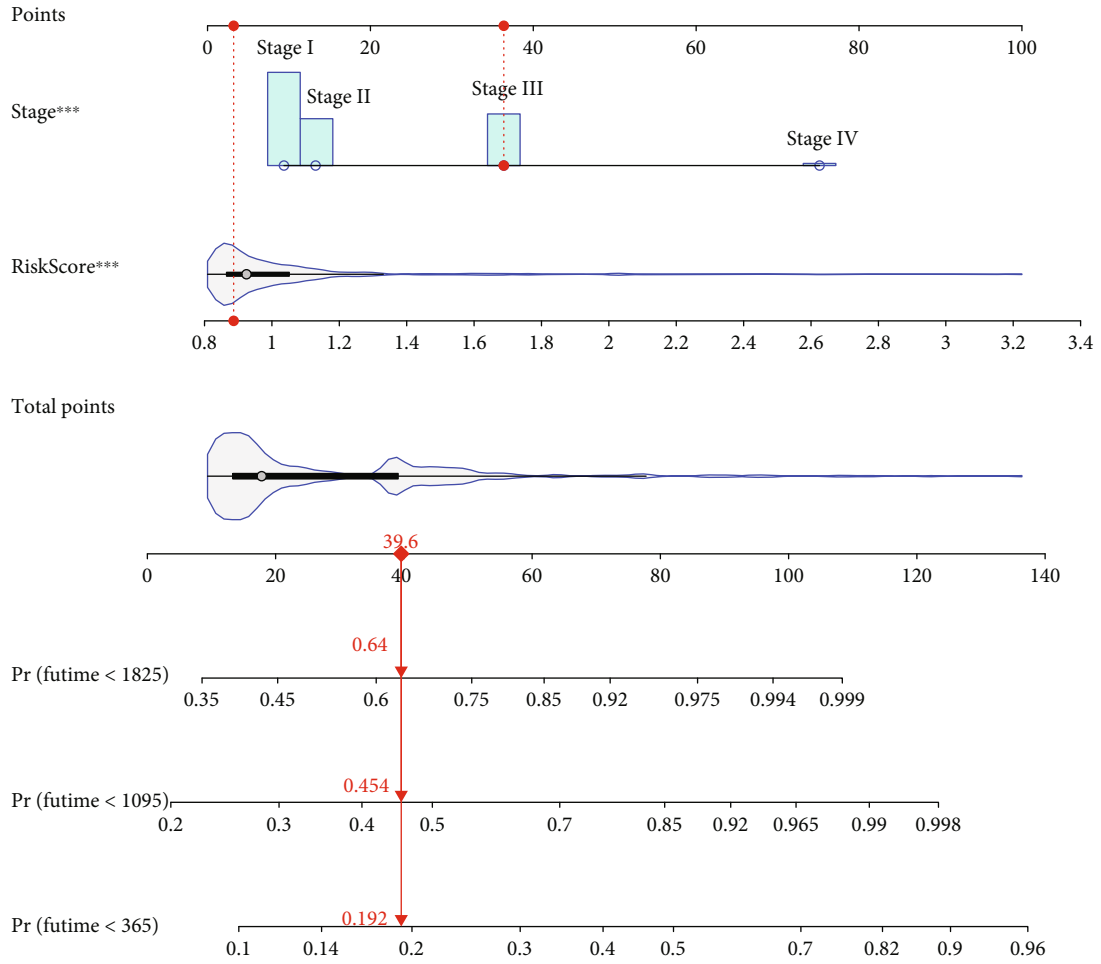 Points
0 20 40 60 80 100
Stage I
Stage II
Stage III
Stage IV
Stage***
RiskScore***
0.8 1 1.2 1.4 1.6 1.8 2 2.2 2.4 2.6 2.8 3 3.2 3.4
Total points
39.6
0 20 40 60 80 100 120 140
0.64
Pr (futime < 1825)
0.35 0.45 0.6 0.75 0.85 0.92 0.975 0.994 0.999
0.454
Pr (futime < 1095)
0.2 0.3 0.4 0.5 0.7 0.85 0.92 0.965 0.99 0.998
0.192
Pr (futime < 365)
0.1 0.14 0.2 0.3 0.4 0.5 0.7 0.82 0.9 0.96